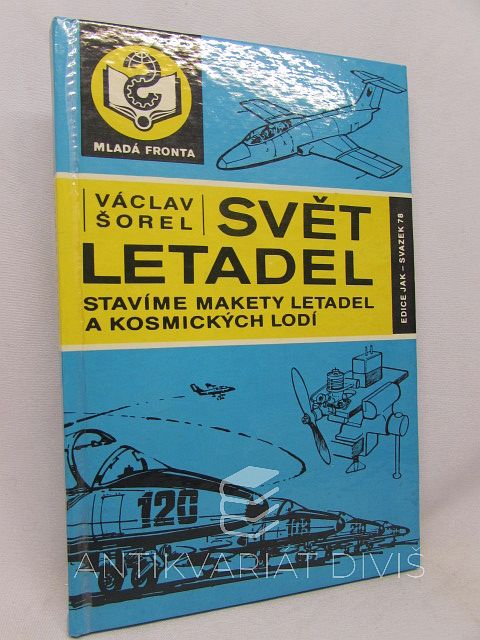 MLADÁ FRONTA
VÁCLAV
ŠOREL
SVĚT
LETADEL
STAVÍME MAKETY LETADEL
A KOSMICKÝCH LODÍ
EDICE JAK – SVAZEK 78
120
ANTIKVARIÁT DIVIŠ